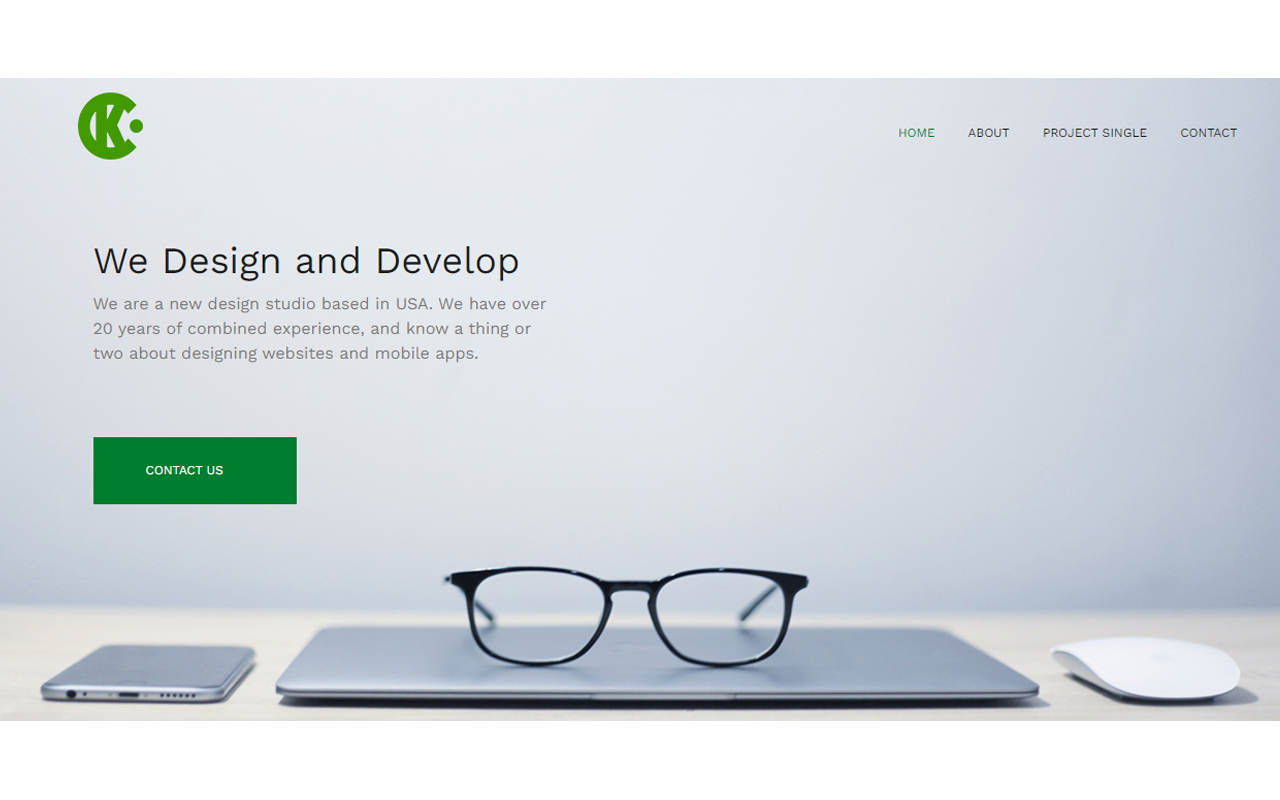 CK
HOME ABOUT PROJECT SINGLE CONTACT
We Design and Develop
We are a new design studio based in USA. We have over
20 years of combined experience, and know a thing or
two about designing websites and mobile apps.
CONTACT US